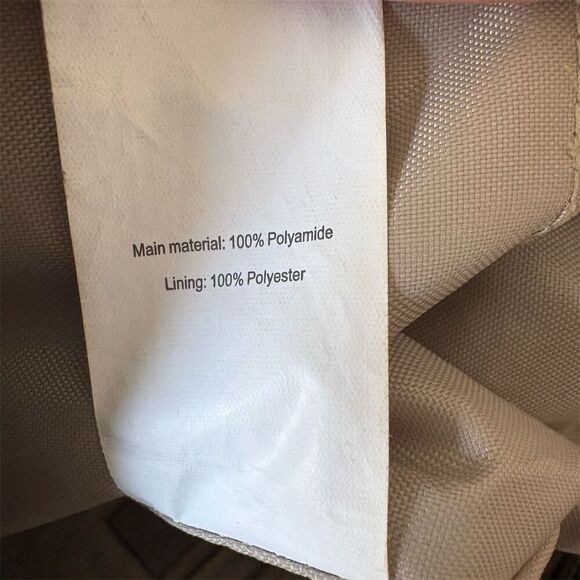 Main material: 100% Polyamide
Lining: 100% Polyester